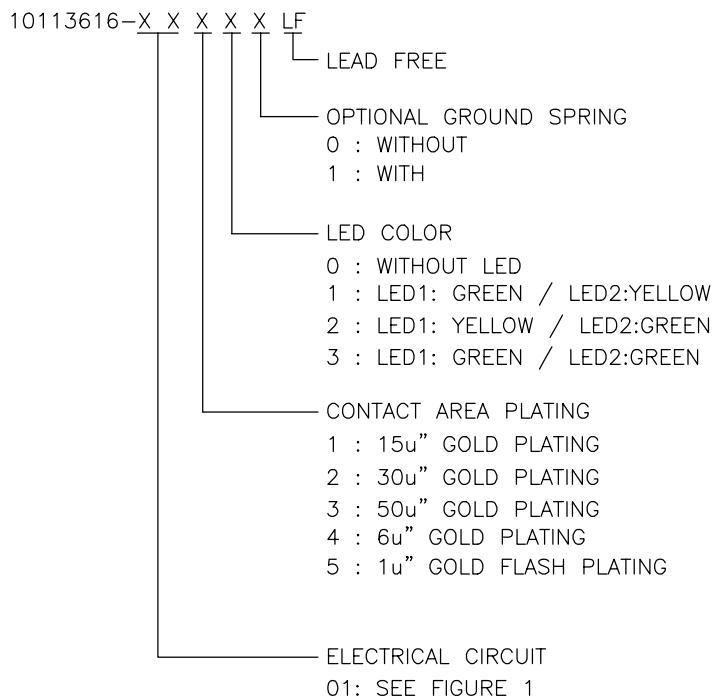 10113616-X X X X X LF
LEAD FREE
OPTIONAL GROUND SPRING
0 : WITHOUT
1 : WITH
LED COLOR
0 : WITHOUT LED
1 : LED1: GREEN / LED2:YELLOW
2 : LED1: YELLOW / LED2:GREEN
3 : LED1: GREEN / LED2:GREEN
CONTACT AREA PLATING
1 : 15u" GOLD PLATING
2 : 30u" GOLD PLATING
3 : 50u" GOLD PLATING
4 : 6u" GOLD PLATING
5 : 1u" GOLD FLASH PLATING
ELECTRICAL CIRCUIT
01: SEE FIGURE 1